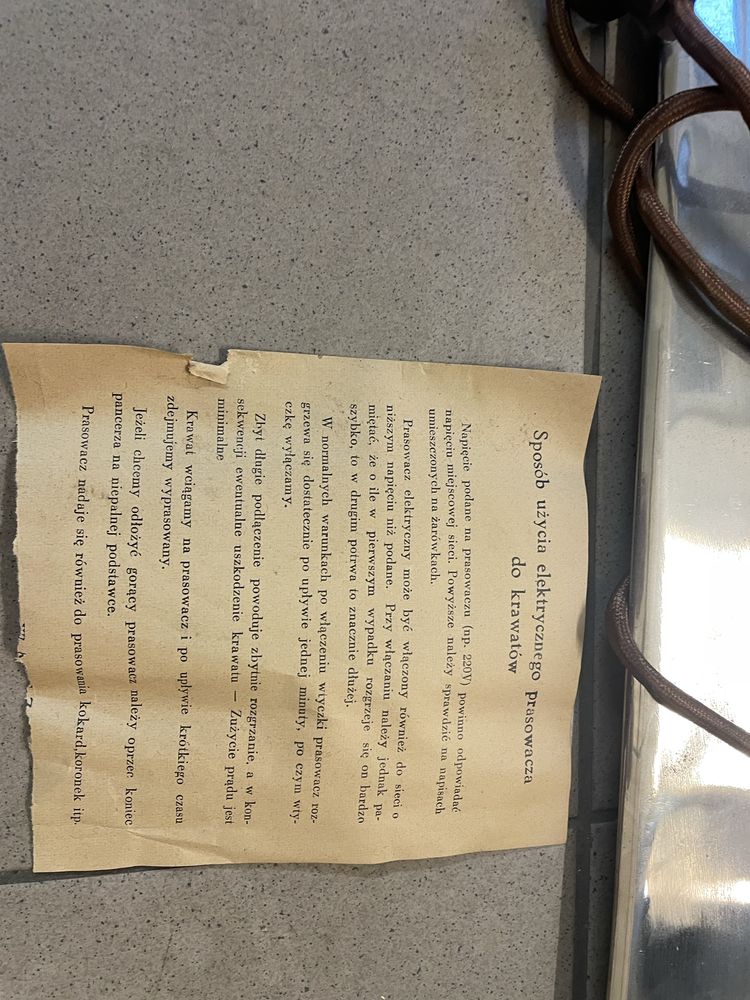 Sposób użycia elektrycznego prasowacza
do krawatów
Napięcie podane na prasowaczu (np. 220V) powinno odpowiadać
napięciu miejscowej sieci. Powyższe należy sprawdzić na napisach
umieszczonych na żarówkach.
Prasowacz elektryczny może być włączony również do sieci o
niższym napięciu niż podane. Przy włączaniu należy jednak pa-
miętać, że o ile w pierwszym wypadku rozgrzeje się on bardzo
szybko, to w drugim poirwa to znacznie dłużej.
W normalnych warunkach po włączeniu wtyczki prasowacz roz-
grzewa się dostatecznie po upływie jednej minuty, po czym wty-
czkę wyłączamy.
Zbyt długie podłączenie powoduje zbytnie rozgrzanie, a w kon-
sekwencji ewentualne uszkodzenie krawatu — Zużycie prądu jest
minimalne
Krawat wciągamy na prasowacz i po upływie krótkiego czasu
zdejmujemy wyprasowany.
Jeżeli chcemy odłożyć gorący prasowacz należy oprzec koniec
pancerza na niepalnej podstawce.
Prasowacz nadaje się również do prasowania kokard,koronek itp.